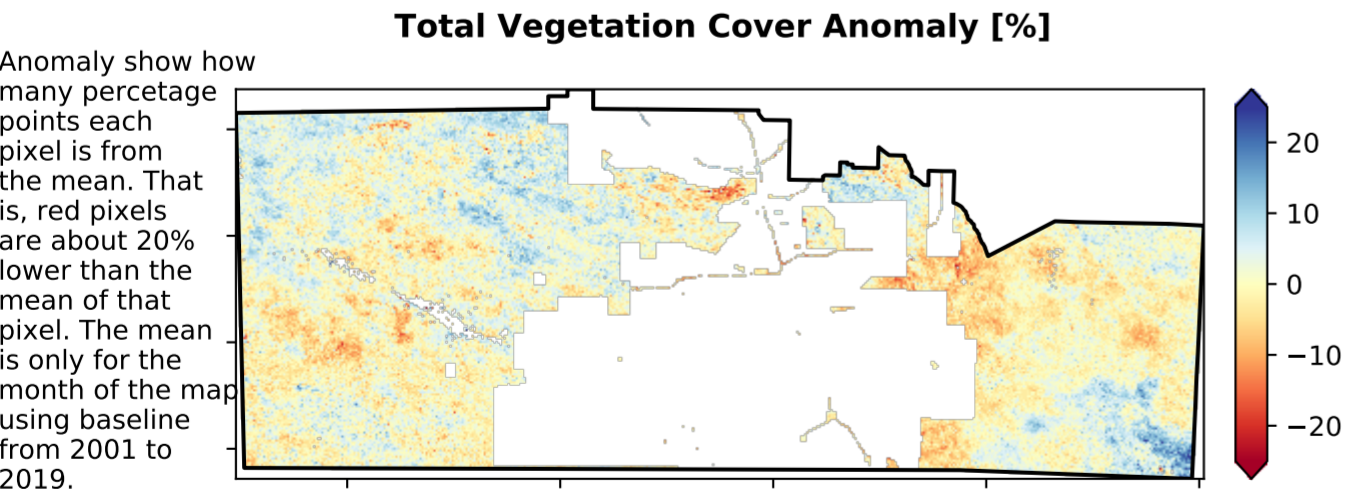 Total Vegetation Cover Anomaly [%]
Anomaly show how
many percetage
points each
pixel is from
the mean. That
is, red pixels
are about 20%
lower than the
mean of that
pixel. The mean
is only for the
month of the map
using baseline
from 2001 to
2019.
20
10
0
−10
−20